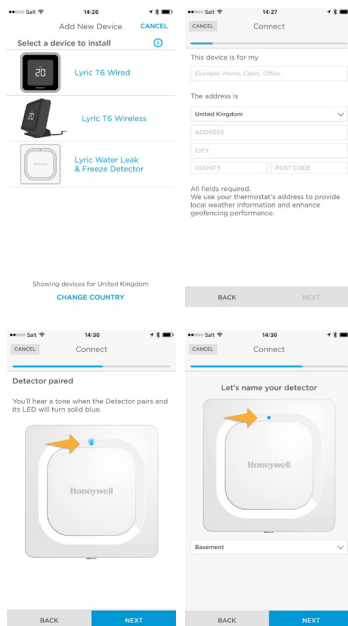 Salt 14:26
Add New Device CANCEL
Select a device to install
Lyric T6 Wired
Lyric T6 Wireless
Lyric Water Leak
& Freeze Detector
Showing devices for United Kingdom
CHANGE COUNTRY
Salt 14:27
CANCEL Connect
This device is for my
Example: Home, Cabin, Office
The address is
United Kingdom
ADDRESS
CITY
COUNTY POST CODE
All fields required.
We use your thermostat's address to provide
local weather information and enhance
geofencing performance.
BACK NEXT
Salt 14:30
CANCEL Connect
Detector paired
You'll hear a tone when the Detector pairs and
its LED will turn solid blue.
Honeywell
BACK NEXT
Salt 14:30
CANCEL Connect
Let's name your detector
Honeywell
Basement
BACK NEXT